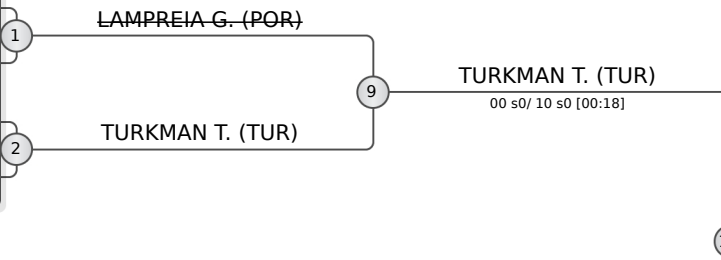 LAMPREIA G. (POR)
1
TURKMAN T. (TUR)
9
00 s0/ 10 s0 [00:18]
TURKMAN T. (TUR)
2